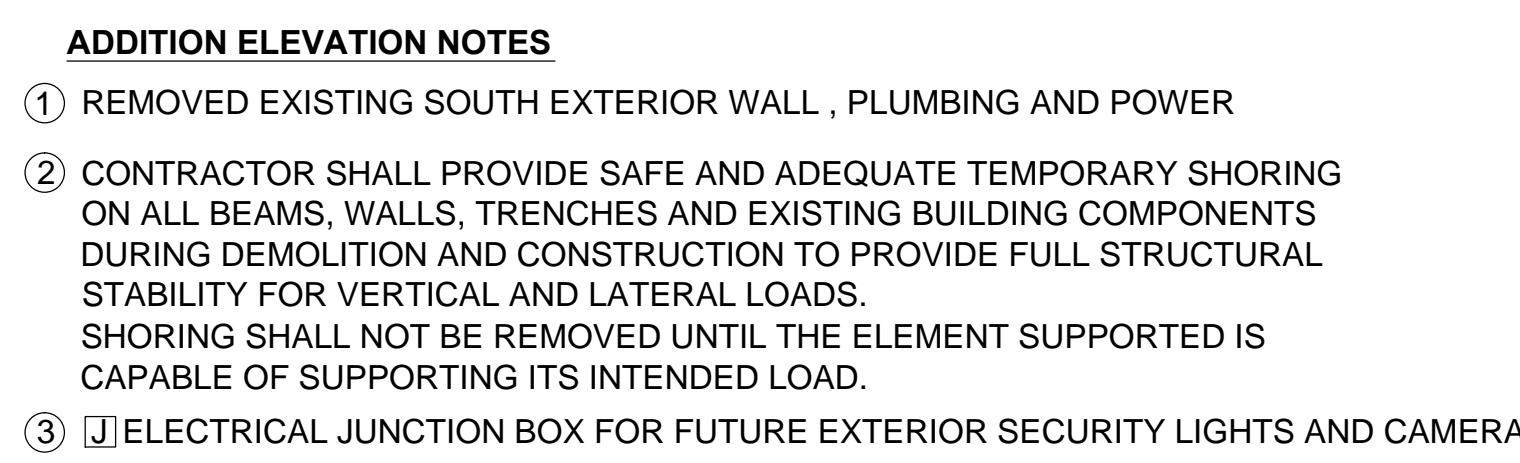 ADDITION ELEVATION NOTES
1 REMOVED EXISTING SOUTH EXTERIOR WALL , PLUMBING AND POWER
2 CONTRACTOR SHALL PROVIDE SAFE AND ADEQUATE TEMPORARY SHORING
ON ALL BEAMS, WALLS, TRENCHES AND EXISTING BUILDING COMPONENTS
DURING DEMOLITION AND CONSTRUCTION TO PROVIDE FULL STRUCTURAL
STABILITY FOR VERTICAL AND LATERAL LOADS.
SHORING SHALL NOT BE REMOVED UNTIL THE ELEMENT SUPPORTED IS
CAPABLE OF SUPPORTING ITS INTENDED LOAD.
3 J ELECTRICAL JUNCTION BOX FOR FUTURE EXTERIOR SECURITY LIGHTS AND CAMERA